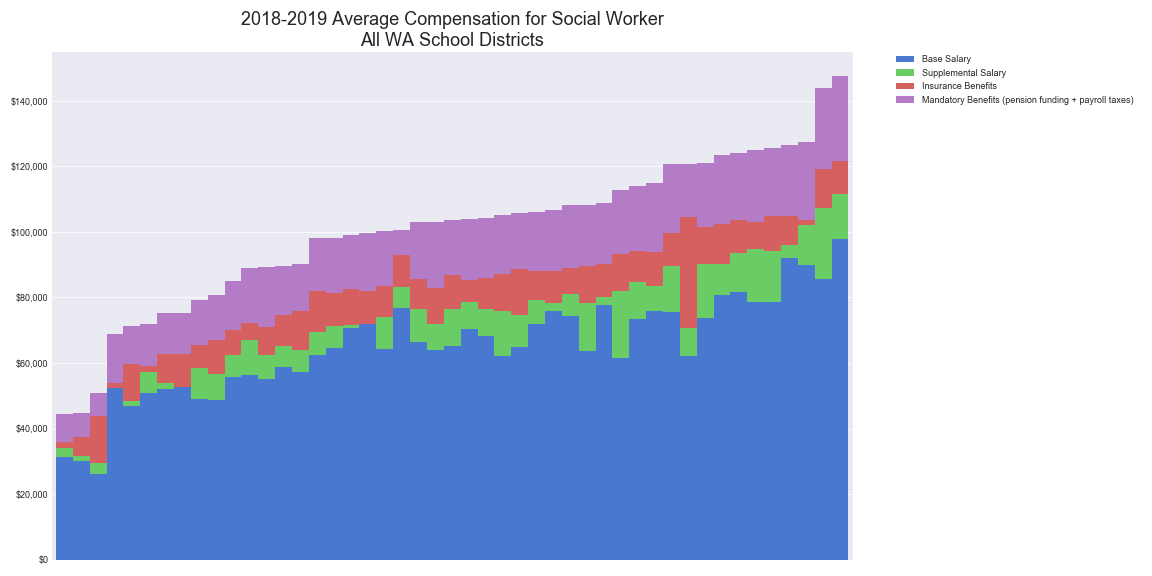 2018-2019 Average Compensation for Social Worker
All WA School Districts
Base Salary
Supplemental Salary
Insurance Benefits
Mandatory Benefits (pension funding + payroll taxes)
$140,000
$120,000
$100,000
$80,000
$60,000
$40,000
$20,000
$0